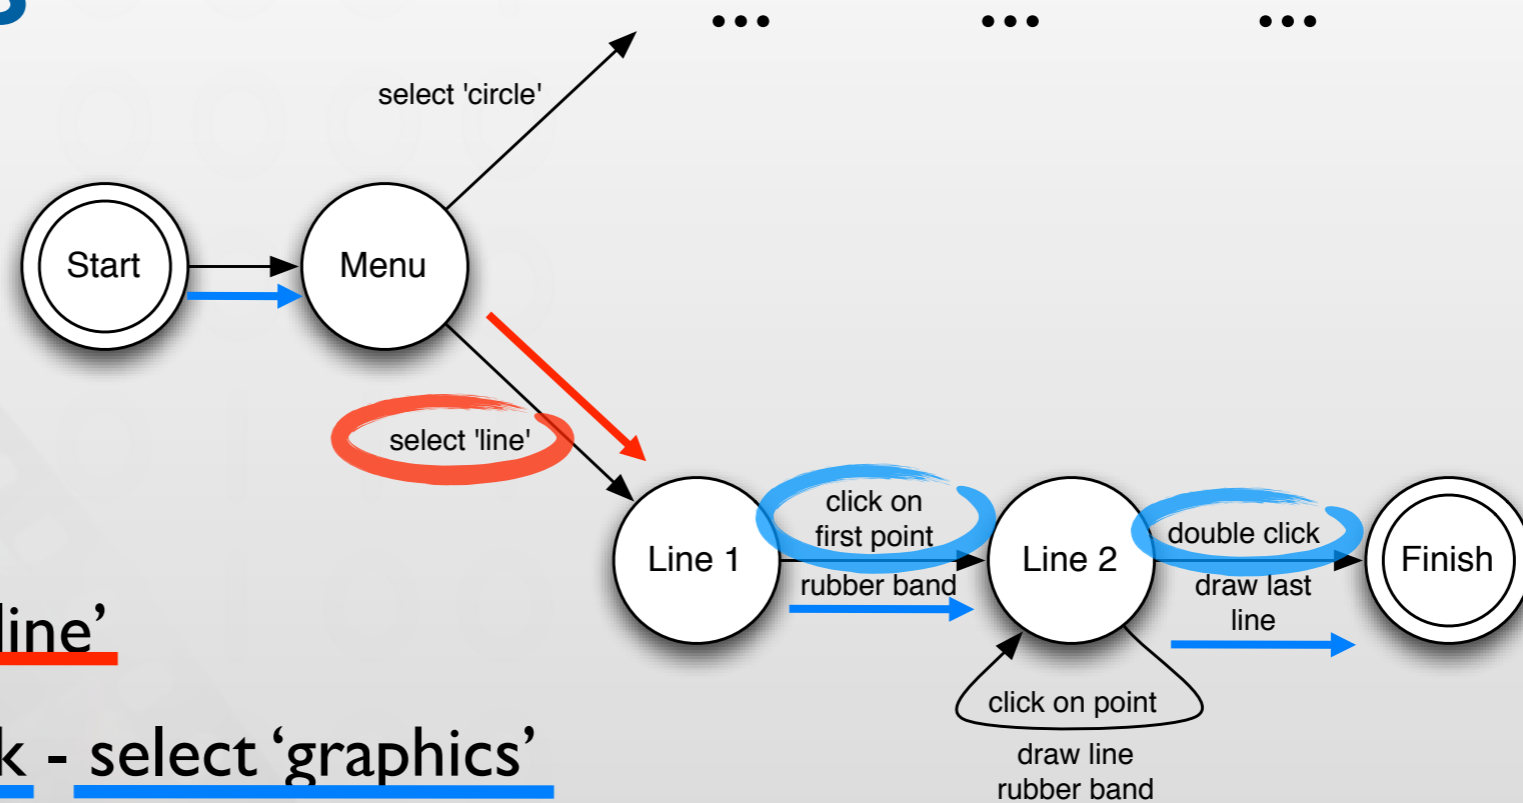 ... ... ...
select 'circle'
Start
Menu
select 'line'
Line 1
click on
first point
rubber band
Line 2
double click
draw last
line
Finish
click on point
draw line
rubber band
line’
- select ‘graphics’